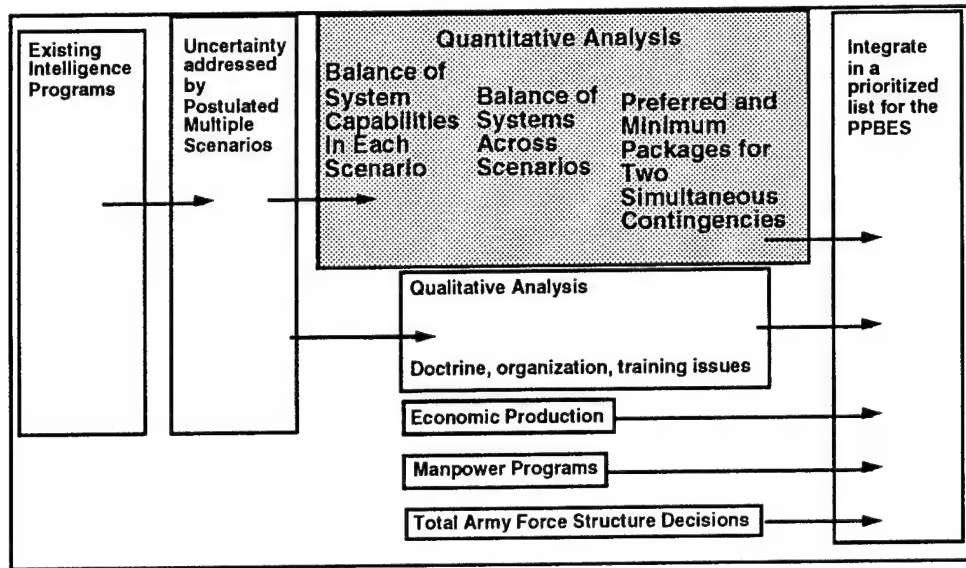 Existing
Intelligence
Programs
Uncertainty
addressed
by
Postulated
Multiple
Scenarios
Quantitative Analysis
Balance of
System
Capabilities
In Each
Scenario
Balance of
Systems
Across
Scenarios
Preferred and
Minimum
Packages for
Two
Simultaneous
Contingencies
Qualitative Analysis
Doctrine, organization, training issues
Economic Production
Manpower Programs
Total Army Force Structure Decisions
Integrate
in a
prioritized
list for the
PPBES